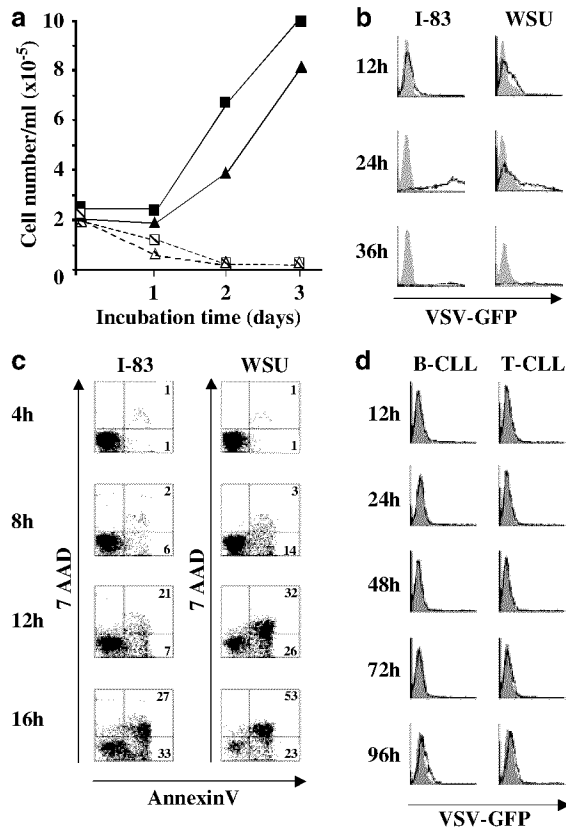 a
Cell number/ml (x10-5)
10
8
6
4
2
0
1 2 3
Incubation time (days)
b
I-83 WSU
12h
24h
36h
VSV-GFP
c
I-83 WSU
4h
1 1
1 1
8h
2 3
6 14
12h
21 32
7 26
16h
27 53
33 23
7 AAD 7 AAD
AnnexinV
d
B-CLL T-CLL
12h
24h
48h
72h
96h
VSV-GFP